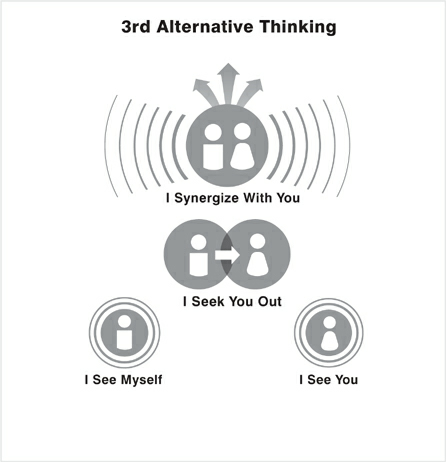 3rd Alternative Thinking
I Synergize With You
I Seek You Out
I See Myself
I See You